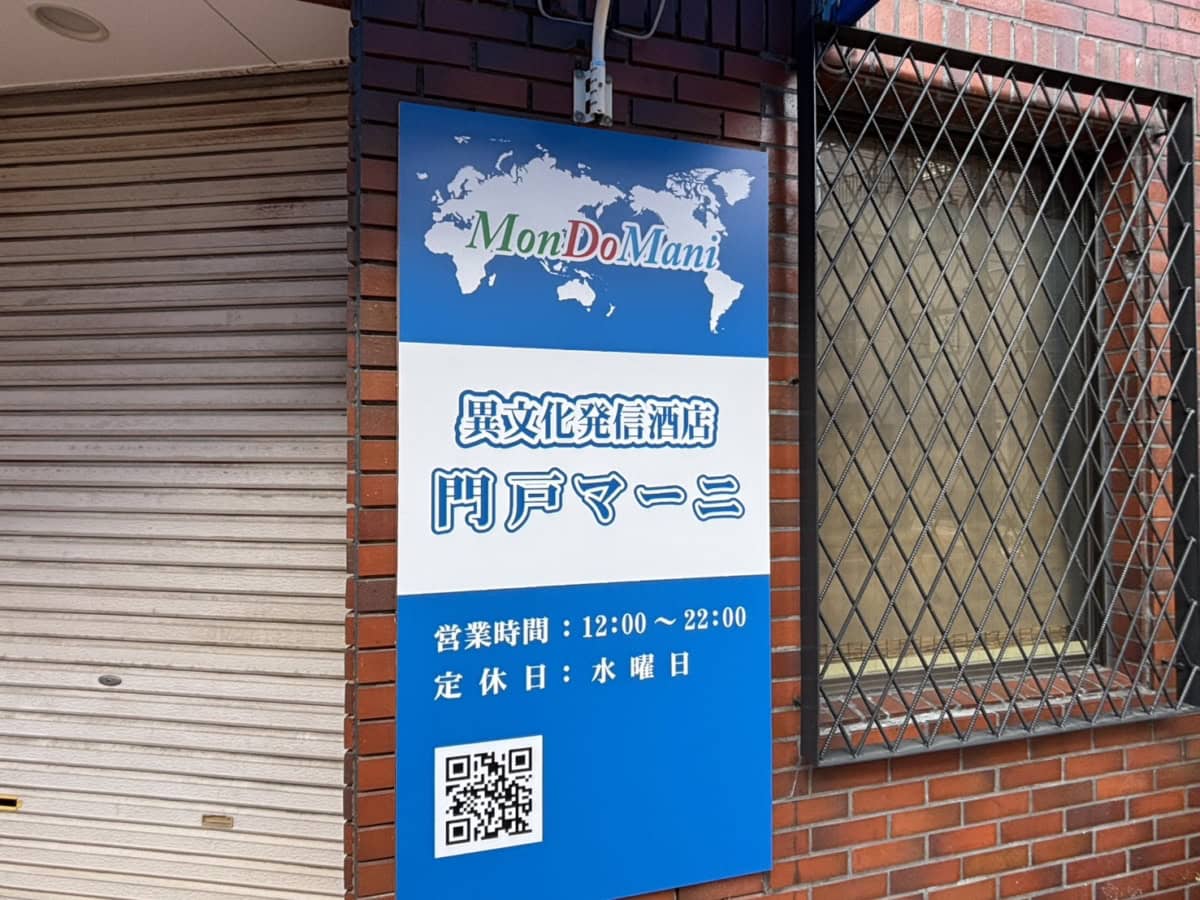 MonDoMani
異文化発信酒店
門戸マーニ
営業時間：12:00～22:00
定休日：水曜日